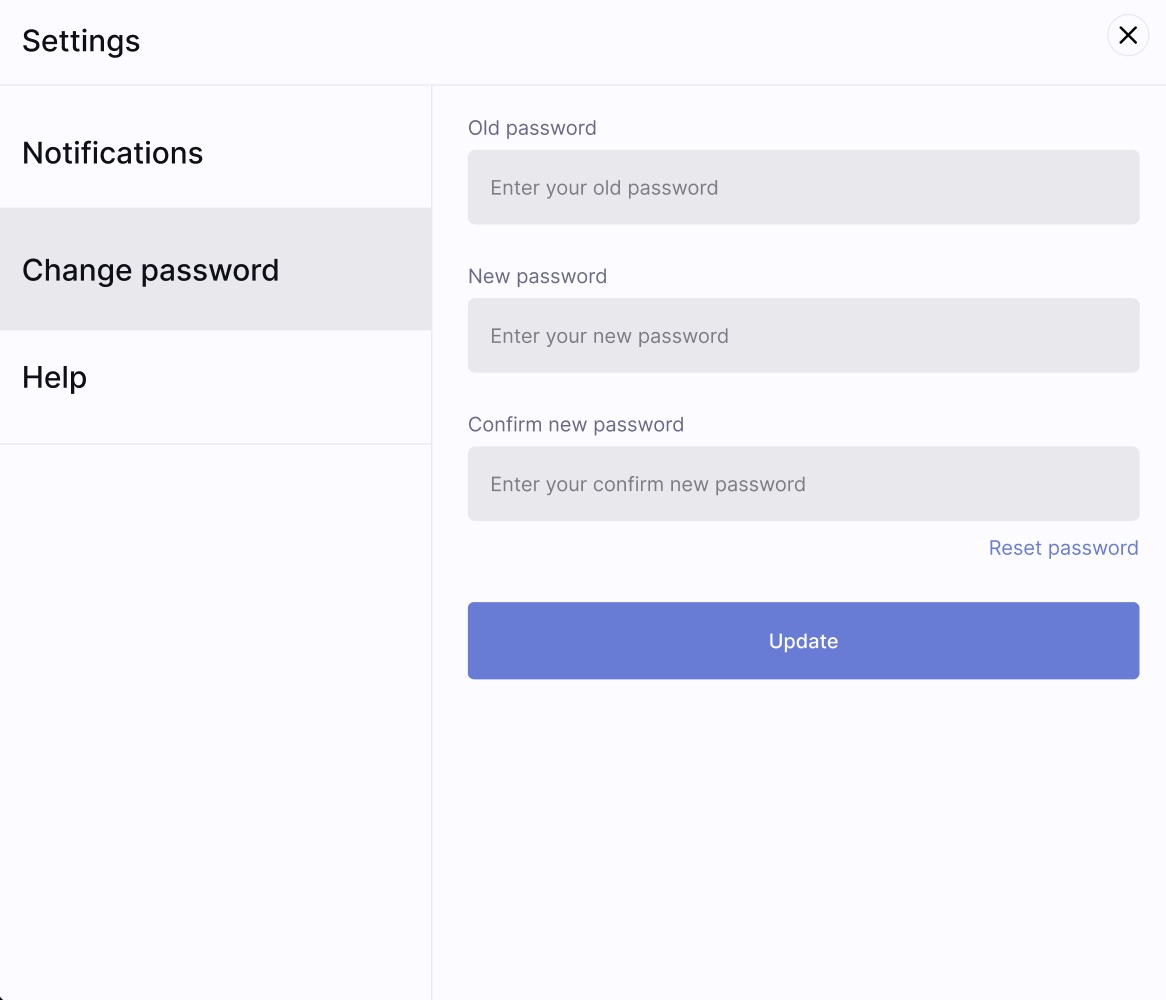 Settings
Notifications
Change password
Help
Old password
Enter your old password
New password
Enter your new password
Confirm new password
Enter your confirm new password
Reset password
Update